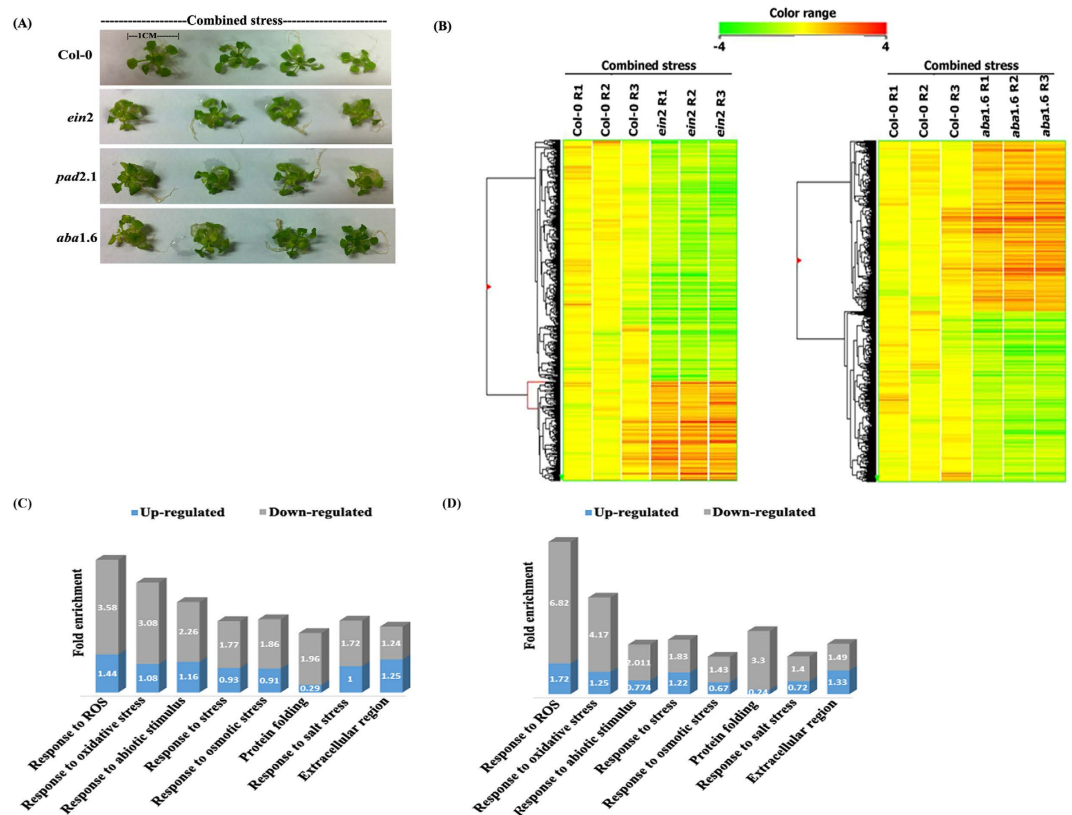 (A)
--------------------Combined stress------------------------
Col-0
|---1CM------|
ein2
pad2.1
aba1.6
(B)
Color range
-4
4
Combined stress
Col-0 R1
Col-0 R2
Col-0 R3
ein2 R1
ein2 R2
ein2 R3
Combined stress
Col-0 R1
Col-0 R2
Col-0 R3
aba1.6 R1
aba1.6 R2
aba1.6 R3
(C)
Up-regulated
Down-regulated
Fold enrichment
3.58
3.08
2.26
1.77
1.86
1.96
1.72
1.24
1.44
1.08
1.16
0.93
0.91
0.29
1
1.25
Response to ROS
Response to oxidative stress
Response to abiotic stimulus
Response to stress
Response to osmotic stress
Protein folding
Response to salt stress
Extracellular region
(D)
Up-regulated
Down-regulated
Fold enrichment
6.82
4.17
2.011
1.83
1.43
3.3
1.4
1.49
1.72
1.25
0.774
1.22
0.67
0.24
0.72
1.33
Response to ROS
Response to oxidative stress
Response to abiotic stimulus
Response to stress
Response to osmotic stress
Protein folding
Response to salt stress
Extracellular region